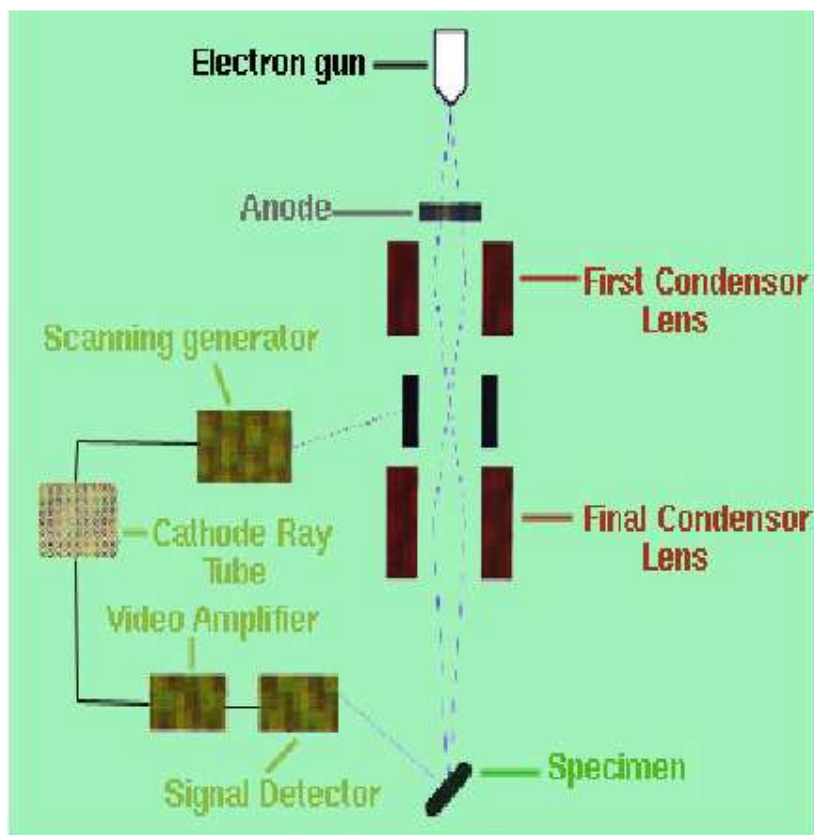 Electron gun
Anode
First Condensor
Lens
Scanning generator
Final Condensor
Lens
Cathode Ray
Tube
Video Amplifier
Specimen
Signal Detector